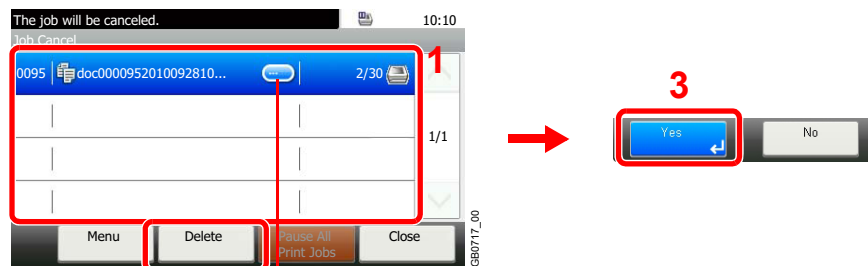 The job will be canceled. 10:10
Job Cancel
1
0095 doc0000952010092810... 2/30
1/1
Menu Delete Pause All Print Jobs Close
GB0717_00
3
Yes No